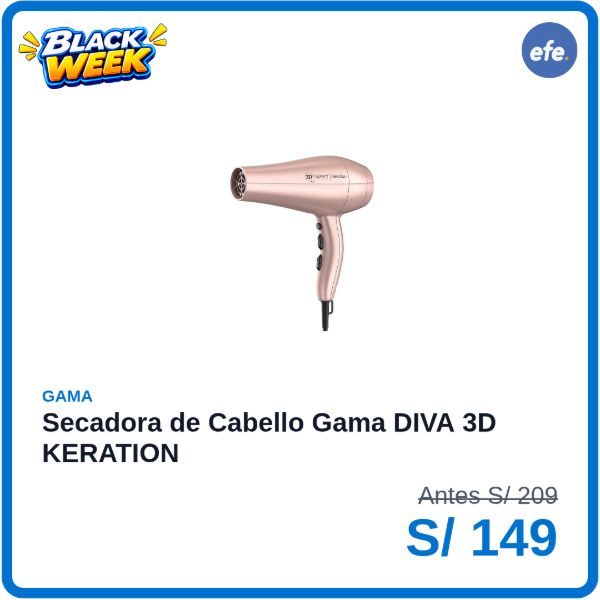 BLACK
WEEK
efe.
GAMA
Secadora de Cabello Gama DIVA 3D
KERATION
Antes S/ 209
S/ 149